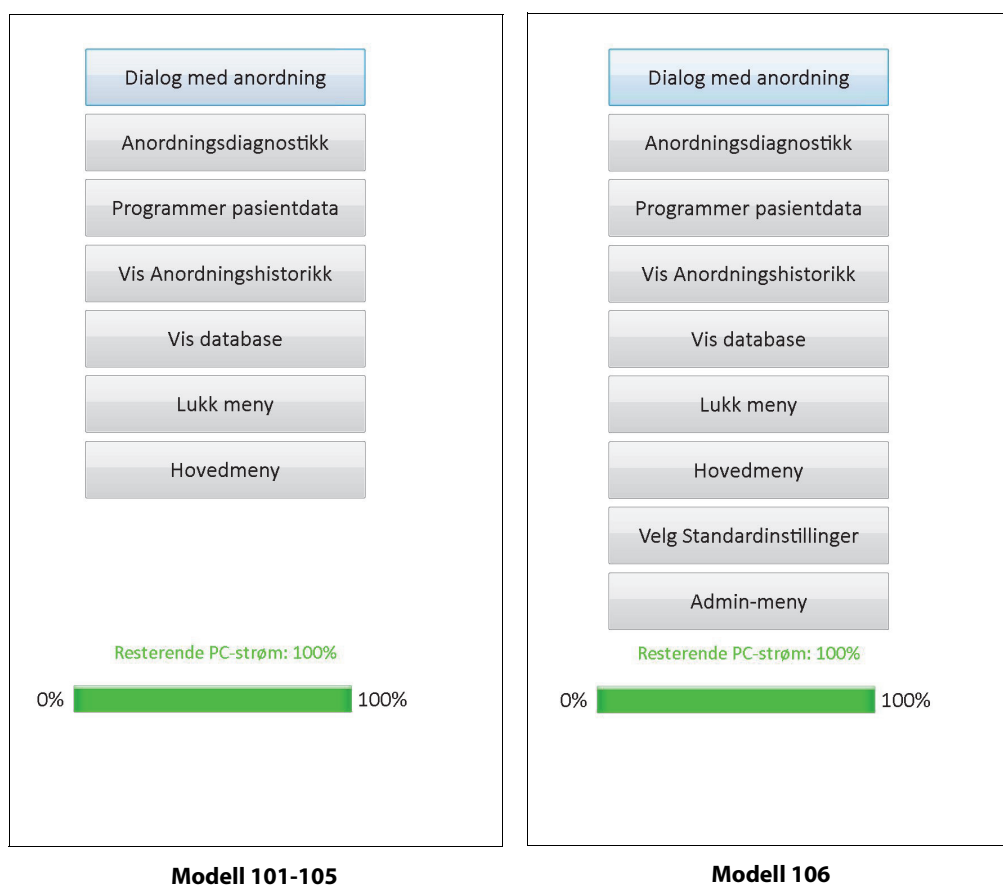 Dialog med anordning
Anordningsdiagnostikk
Programmer pasientdata
Vis Anordningshistorikk
Vis database
Lukk meny
Hovedmeny
Resterende PC-strøm: 100%
0% 100%
Modell 101-105
Dialog med anordning
Anordningsdiagnostikk
Programmer pasientdata
Vis Anordningshistorikk
Vis database
Lukk meny
Hovedmeny
Velg Standardinstillinger
Admin-meny
Resterende PC-strøm: 100%
0% 100%
Modell 106